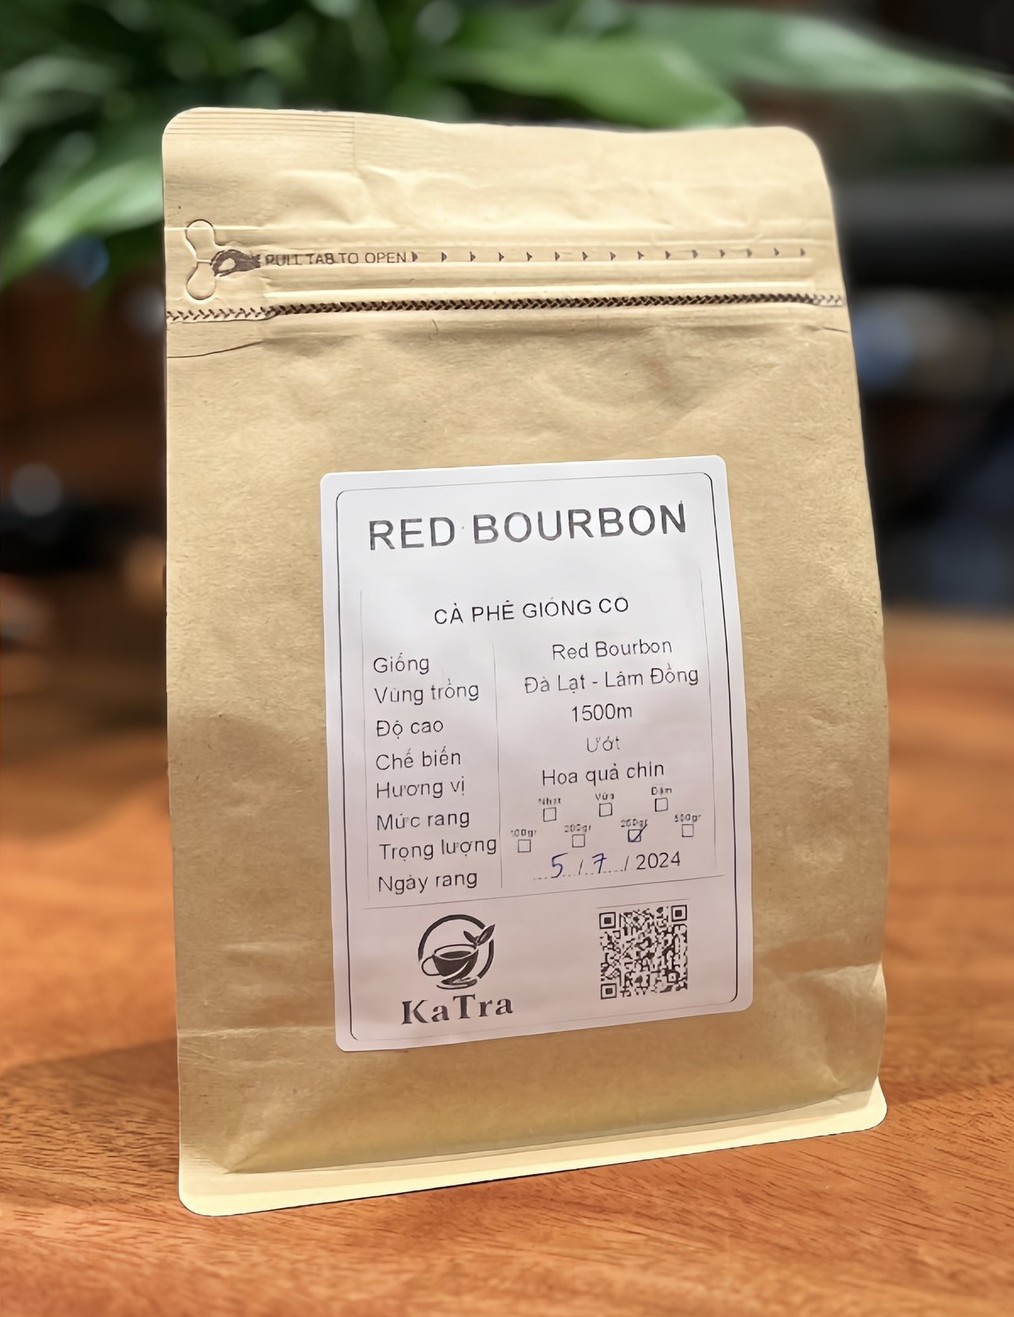 PULL TAB TO OPEN
RED BOURBON
CÀ PHÊ GIỐNG CO
Giống Red Bourbon
Vùng trồng Đà Lạt - Lâm Đồng
Độ cao 1500m
Chế biến Ướt
Hương vị Hoa quả chín
Mức rang Nhạt Vừa Đậm
Trọng lượng 100gr 200gr 250gr 500gr
Ngày rang 5 / 7 / 2024
KaTra